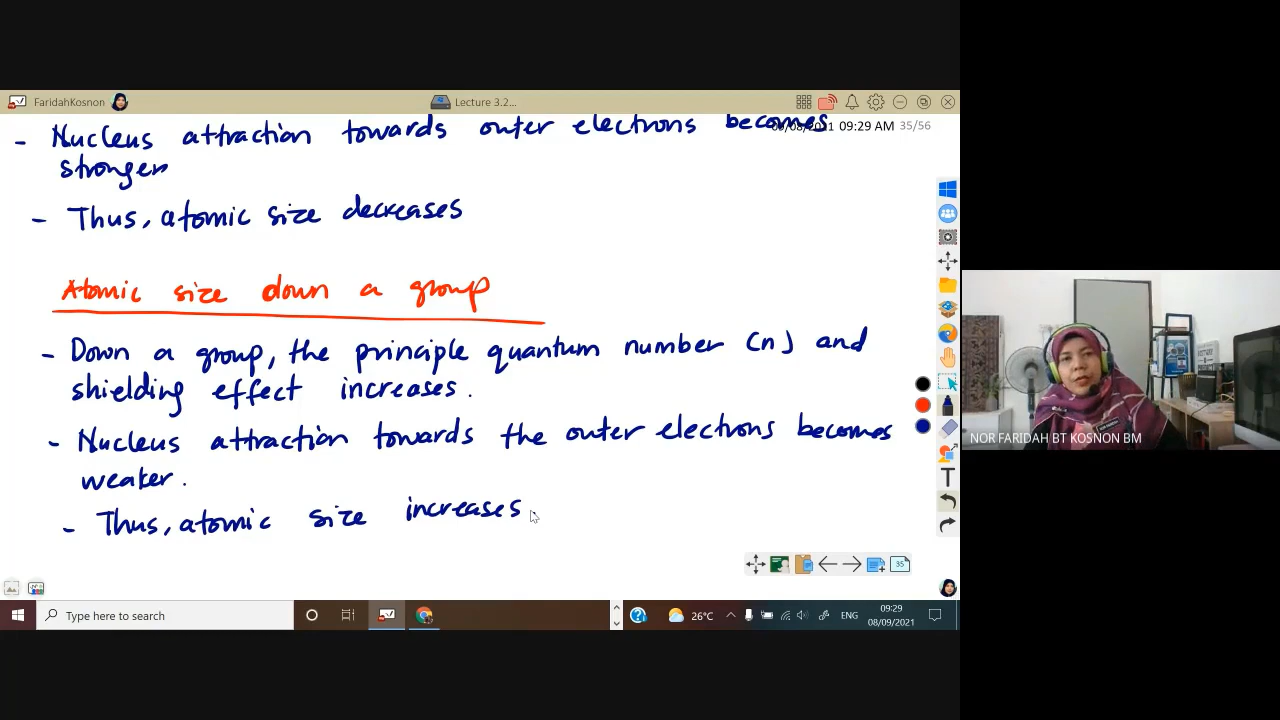 FaridahKosnon
Lecture 3.2...
- Nucleus attraction towards outer electrons becomes
09:29 AM 35/56
stronger
- Thus, atomic size decreases
Atomic size down a group
- Down a group, the principle quantum number (n) and
shielding effect increases.
- Nucleus attraction towards the outer electrons becomes
weaker.
- Thus, atomic size increases.
NOR FARIDAH BT KOSNON BM
T
35
Type here to search
26°C
ENG
09:29
08/09/2021